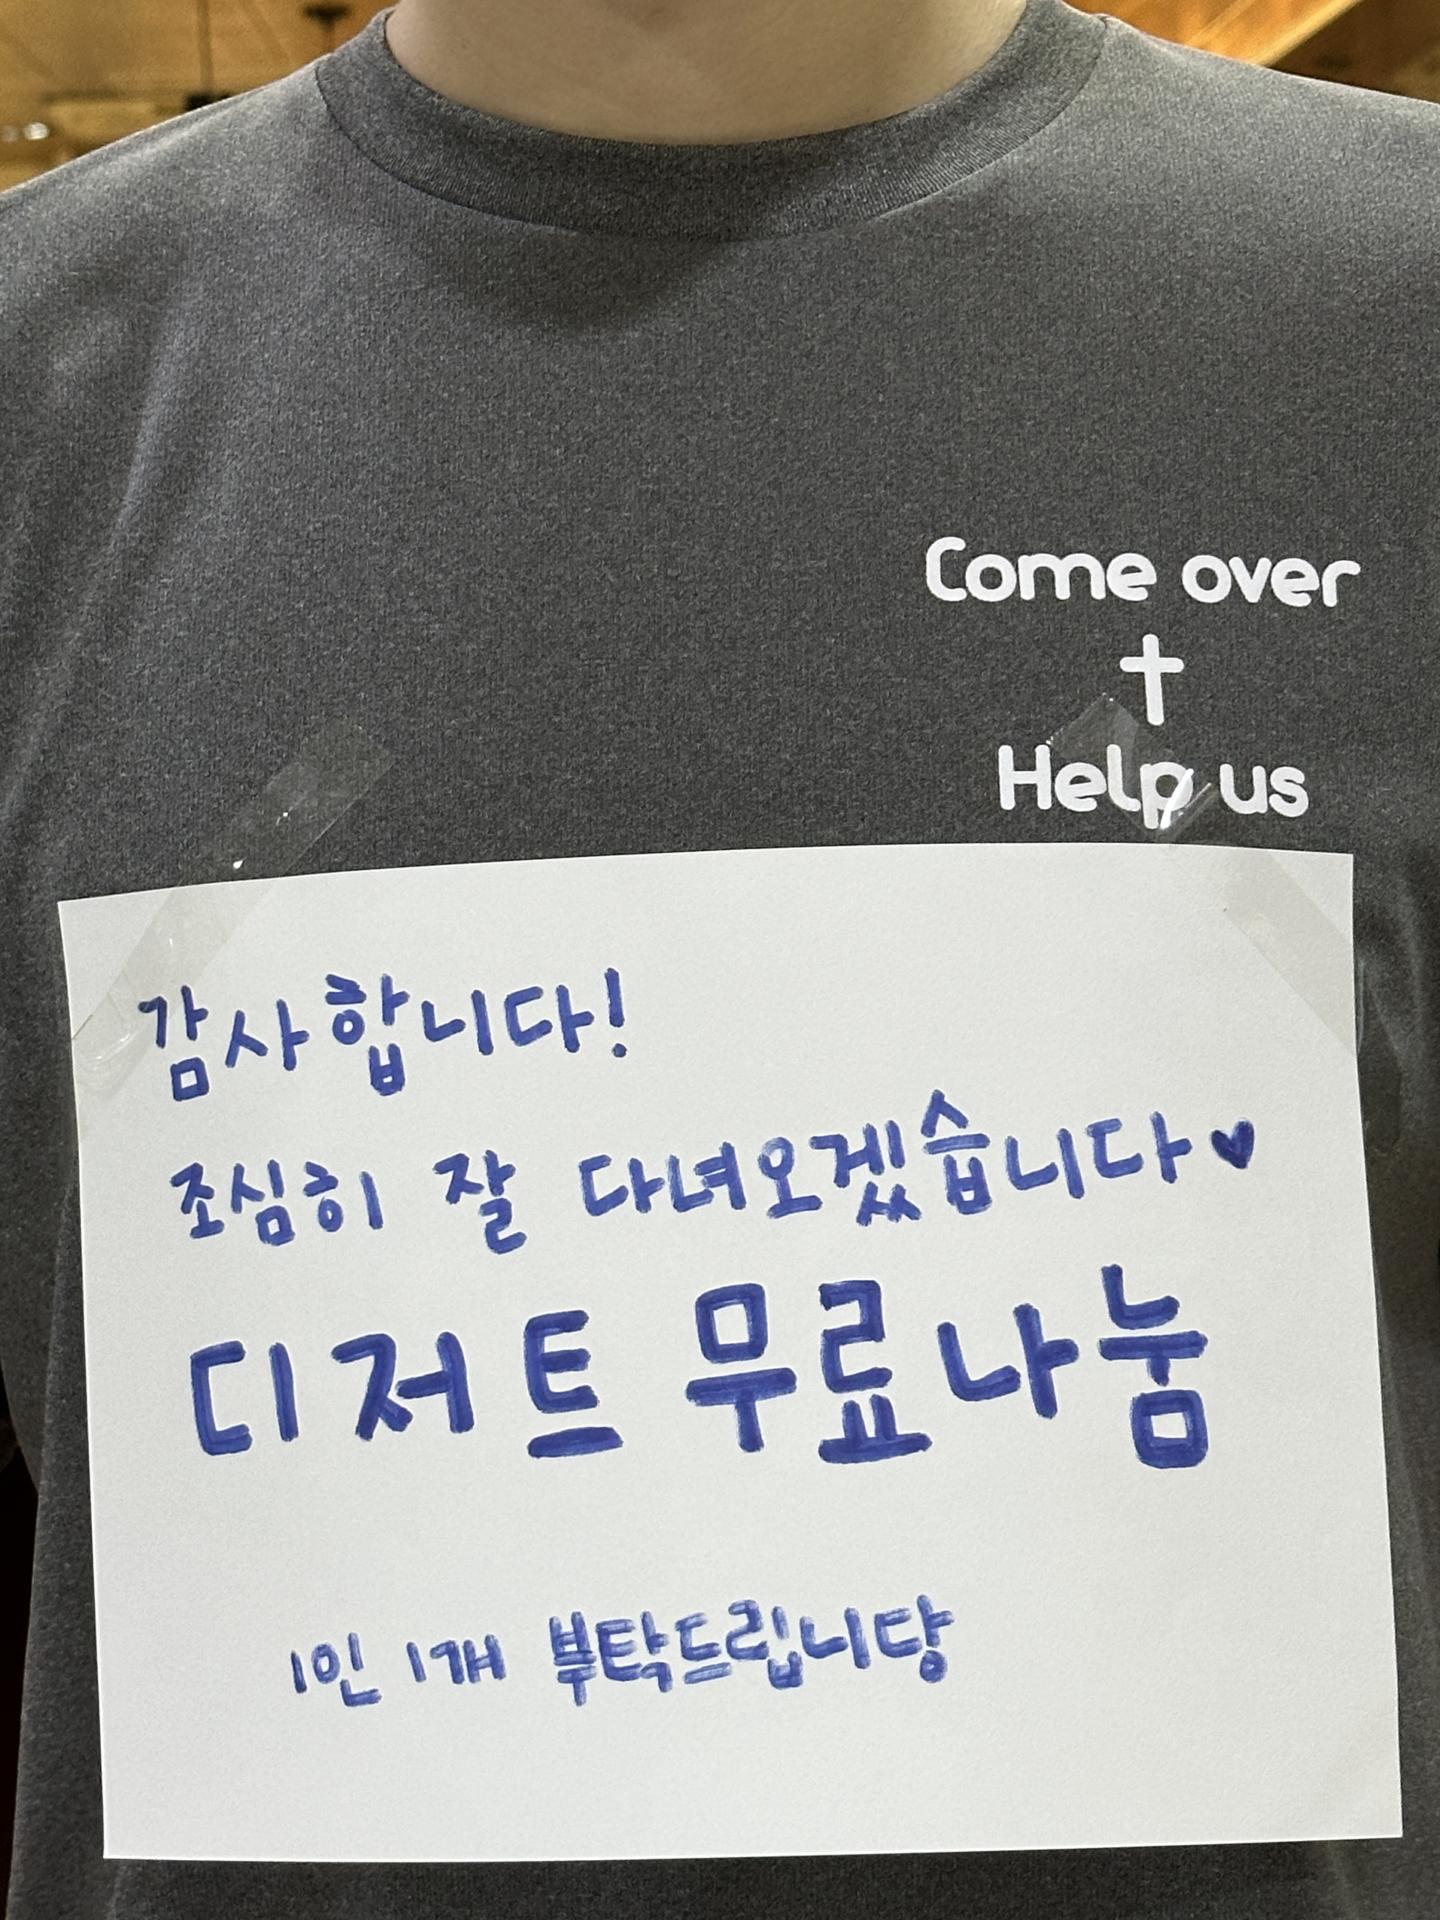 Come over
Help us
감사합니다!
조심히 잘 다녀오겠습니다♥
디저트 무료나눔
1인 1개 부탁드립니당